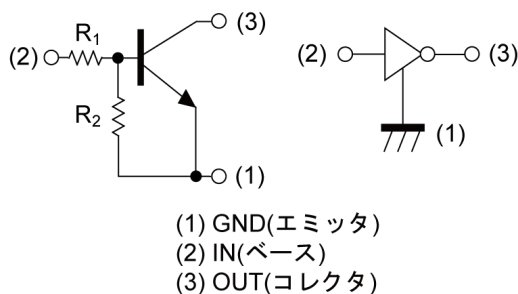 R₁
(3)
(2)
R₂
(1)
(2)
(3)
(1)
(1) GND(エミッタ)
(2) IN(ベース)
(3) OUT(コレクタ)